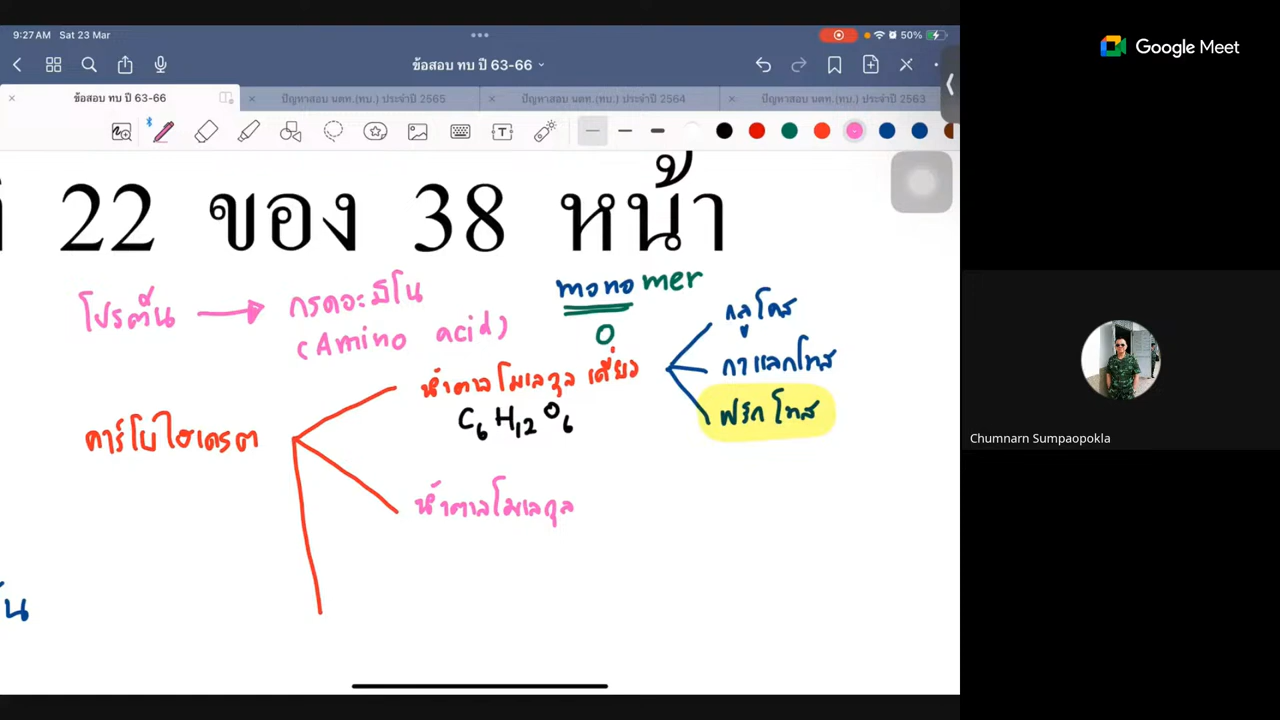 9:27 AM Sat 23 Mar
50%
ข้อสอบ ทบ ปี 63-66
ข้อสอบ ทบ ปี 63-66
ปัญหาสอบ นตท.(ทบ.) ประจำปี 2565
ปัญหาสอบ นตท.(ทบ.) ประจำปี 2564
ปัญหาสอบ นตท.(ทบ.) ประจำปี 2563
22 ของ 38 หน้า
โปรตีน → กรดอะมิโน
(Amino acid)
monomer
คาร์โบไฮเดรต
น้ำตาลโมเลกุลเดี่ยว
C6H12O6
กลูโคส
กาแลกโทส
ฟรักโทส
น้ำตาลโมเลกุล
Google Meet
Chumnarn Sumpaopokla